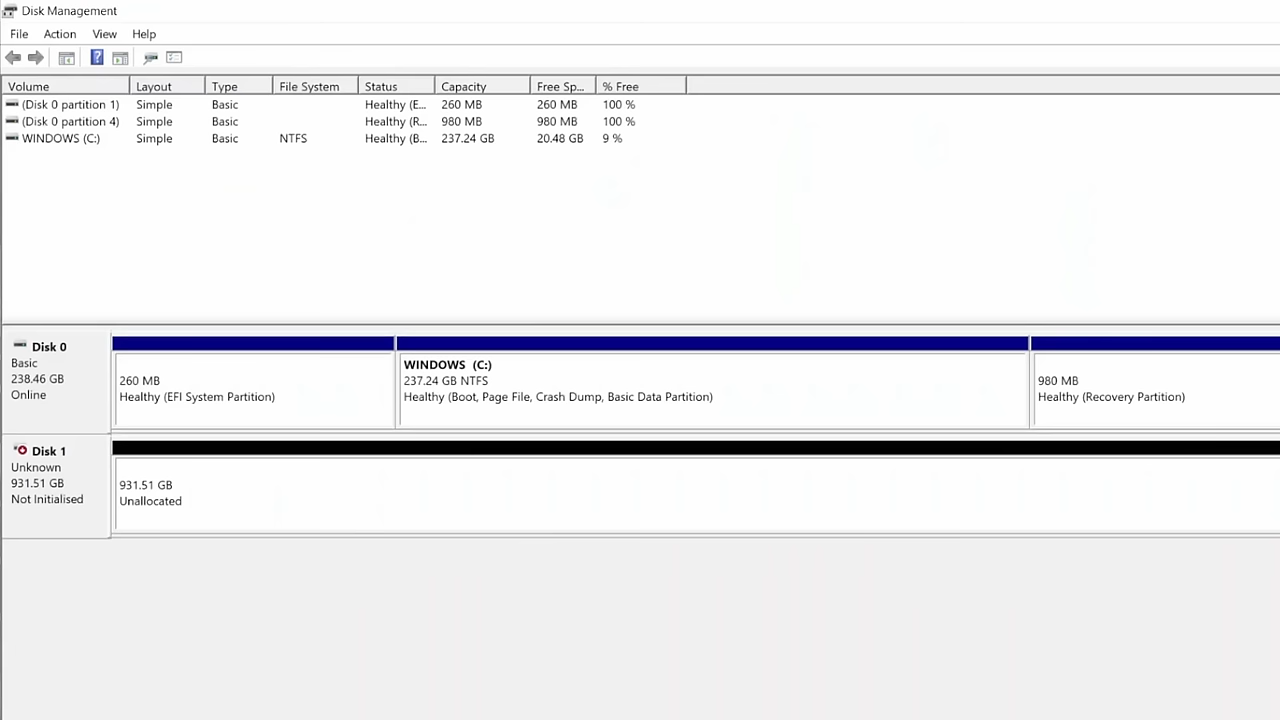 Disk Management
File Action View Help
Volume Layout Type File System Status Capacity Free Sp... % Free
(Disk 0 partition 1) Simple Basic Healthy (E... 260 MB 260 MB 100 %
(Disk 0 partition 4) Simple Basic Healthy (R... 980 MB 980 MB 100 %
WINDOWS (C:) Simple Basic NTFS Healthy (B... 237.24 GB 20.48 GB 9 %
Disk 0
Basic
238.46 GB
Online
260 MB
Healthy (EFI System Partition)
WINDOWS (C:)
237.24 GB NTFS
Healthy (Boot, Page File, Crash Dump, Basic Data Partition)
980 MB
Healthy (Recovery Partition)
Disk 1
Unknown
931.51 GB
Not Initialised
931.51 GB
Unallocated